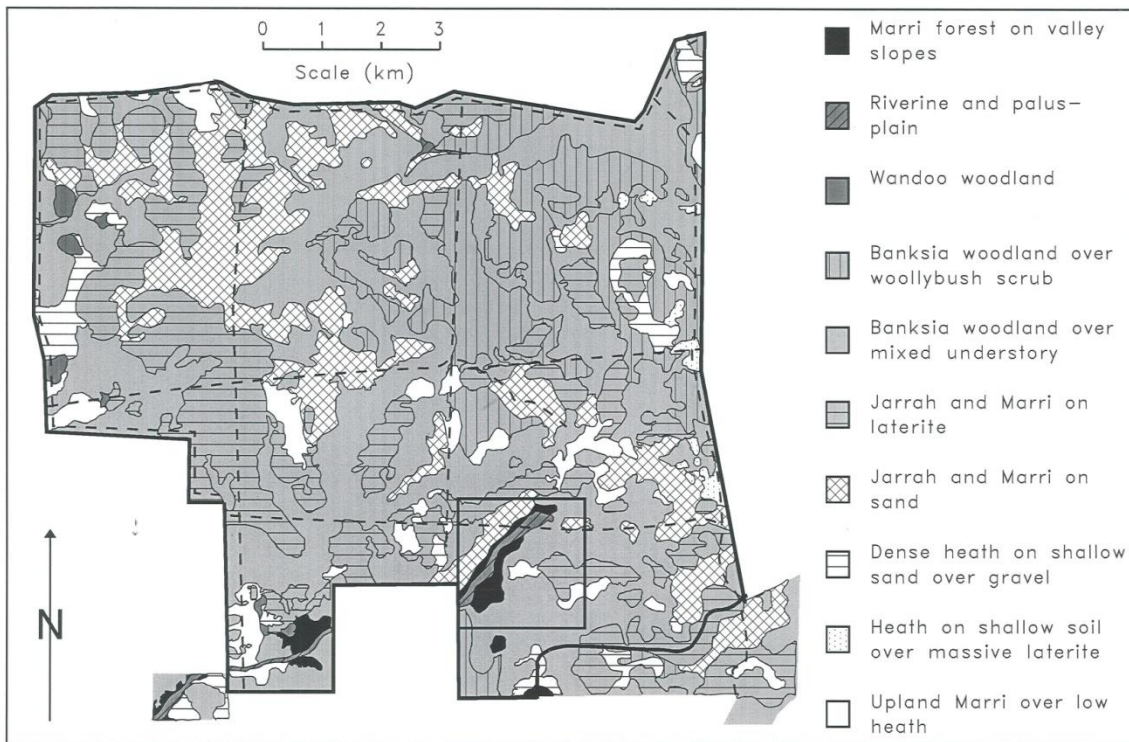 0 1 2 3
Scale (km)
N
Marri forest on valley
slopes
Riverine and palus-
plain
Wandoo woodland
Banksia woodland over
woollybush scrub
Banksia woodland over
mixed understory
Jarrah and Marri on
laterite
Jarrah and Marri on
sand
Dense heath on shallow
sand over gravel
Heath on shallow soil
over massive laterite
Upland Marri over low
heath